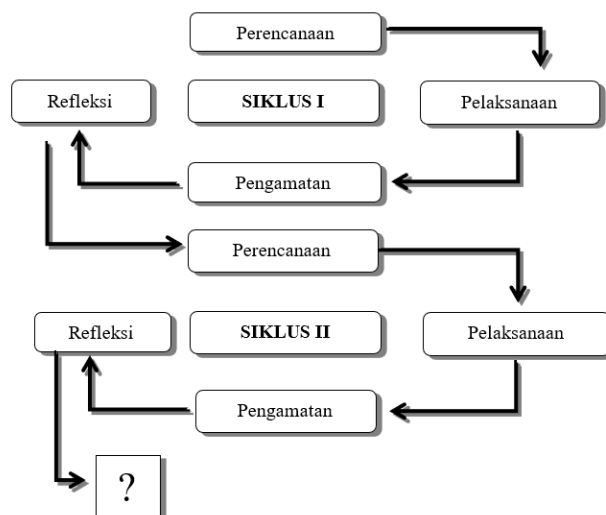 Perencanaan
Refleksi
SIKLUS I
Pelaksanaan
Pengamatan
Perencanaan
Refleksi
SIKLUS II
Pelaksanaan
Pengamatan
?